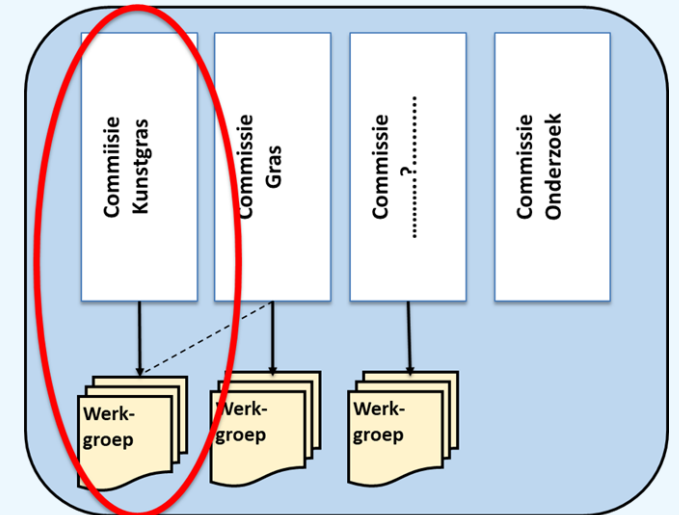 Commiisie
Kunstgras
Commissie
Gras
Commissie
...........?............
Commissie
Onderzoek
Werk-
groep
Werk-
groep
Werk-
groep